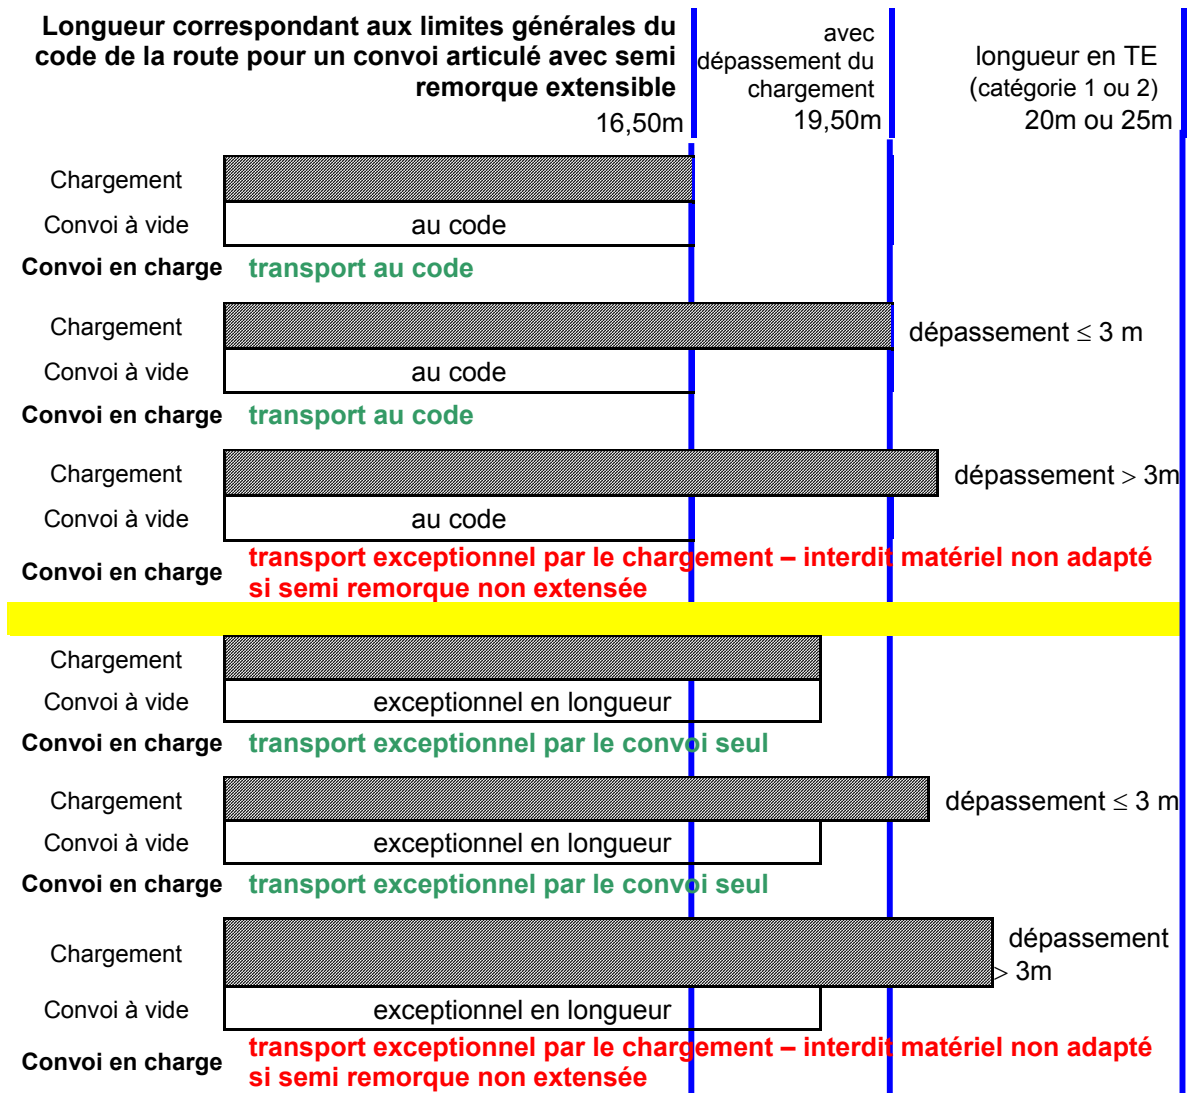 Longueur correspondant aux limites générales du
code de la route pour un convoi articulé avec semi
remorque extensible
16,50m
avec
dépassement du
chargement
19,50m
longueur en TE
(catégorie 1 ou 2)
20m ou 25m
Chargement
Convoi à vide
au code
Convoi en charge
transport au code
Chargement
dépassement ≤ 3 m
Convoi à vide
au code
Convoi en charge
transport au code
Chargement
dépassement > 3m
Convoi à vide
au code
Convoi en charge
transport exceptionnel par le chargement – interdit matériel non adapté
si semi remorque non extensée
Chargement
Convoi à vide
exceptionnel en longueur
Convoi en charge
transport exceptionnel par le convoi seul
Chargement
dépassement ≤ 3 m
Convoi à vide
exceptionnel en longueur
Convoi en charge
transport exceptionnel par le convoi seul
Chargement
dépassement
> 3m
Convoi à vide
exceptionnel en longueur
Convoi en charge
transport exceptionnel par le chargement – interdit matériel non adapté
si semi remorque non extensée